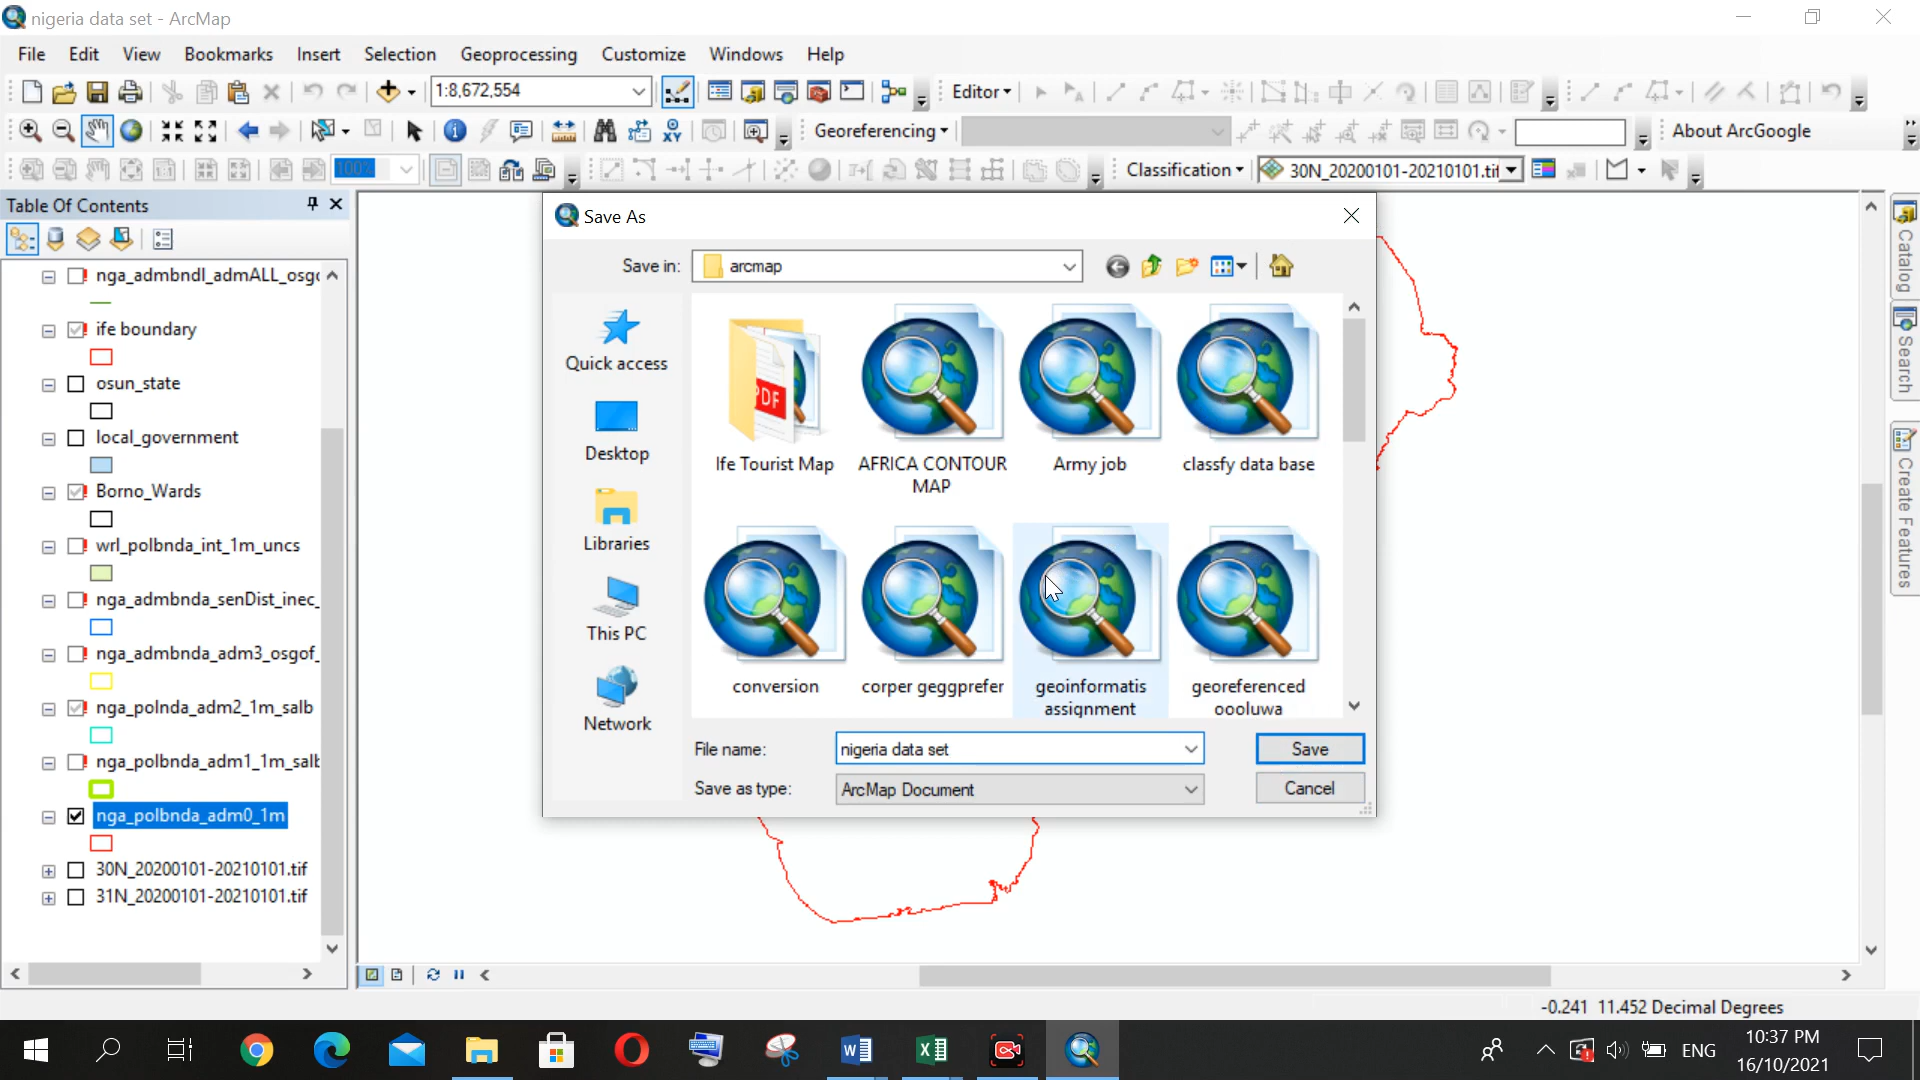 nigeria data set - ArcMap
File Edit View Bookmarks Insert Selection Geoprocessing Customize Windows Help
1:8,672,554
Editor
Georeferencing
About ArcGoogle
100%
Classification
30N_20200101-20210101.tif
Table Of Contents
nga_admbndl_admALL_osgo
ife boundary
osun_state
local_government
Borno_Wards
wrl_polbnda_int_1m_uncs
nga_admbnda_senDist_inec_
nga_admbnda_adm3_osgof_
nga_polnda_adm2_1m_salb
nga_polbnda_adm1_1m_salb
nga_polbnda_adm0_1m
30N_20200101-20210101.tif
31N_20200101-20210101.tif
Save As
Save in:
arcmap
Quick access
Desktop
Libraries
This PC
Network
PDF
Ife Tourist Map
AFRICA CONTOUR
MAP
Army job
classfy data base
conversion
corper geggprefer
geoinformatis
assignment
georeferenced
oooluwa
File name:
nigeria data set
Save
Save as type:
ArcMap Document
Cancel
Catalog
Search
Create Features
-0.241 11.452 Decimal Degrees
ENG
10:37 PM
16/10/2021